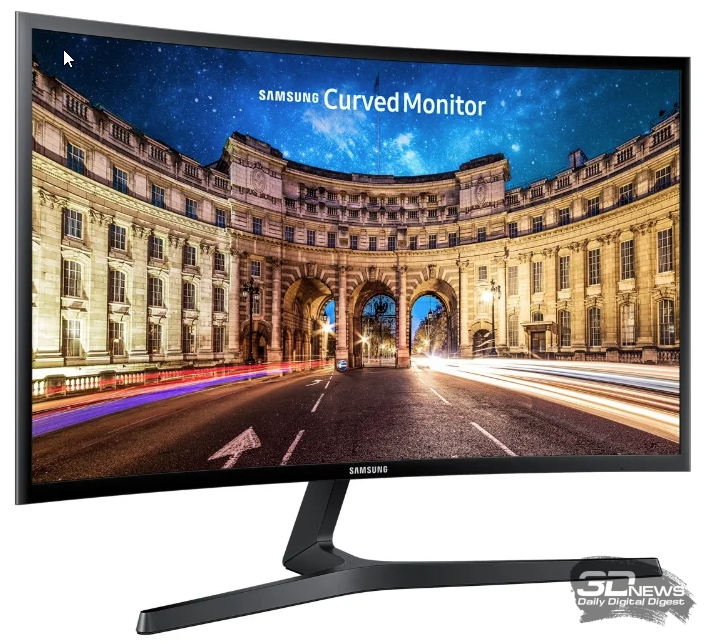 SAMSUNG Curved Monitor
SAMSUNG
3DNEWS
Daily Digital Digest